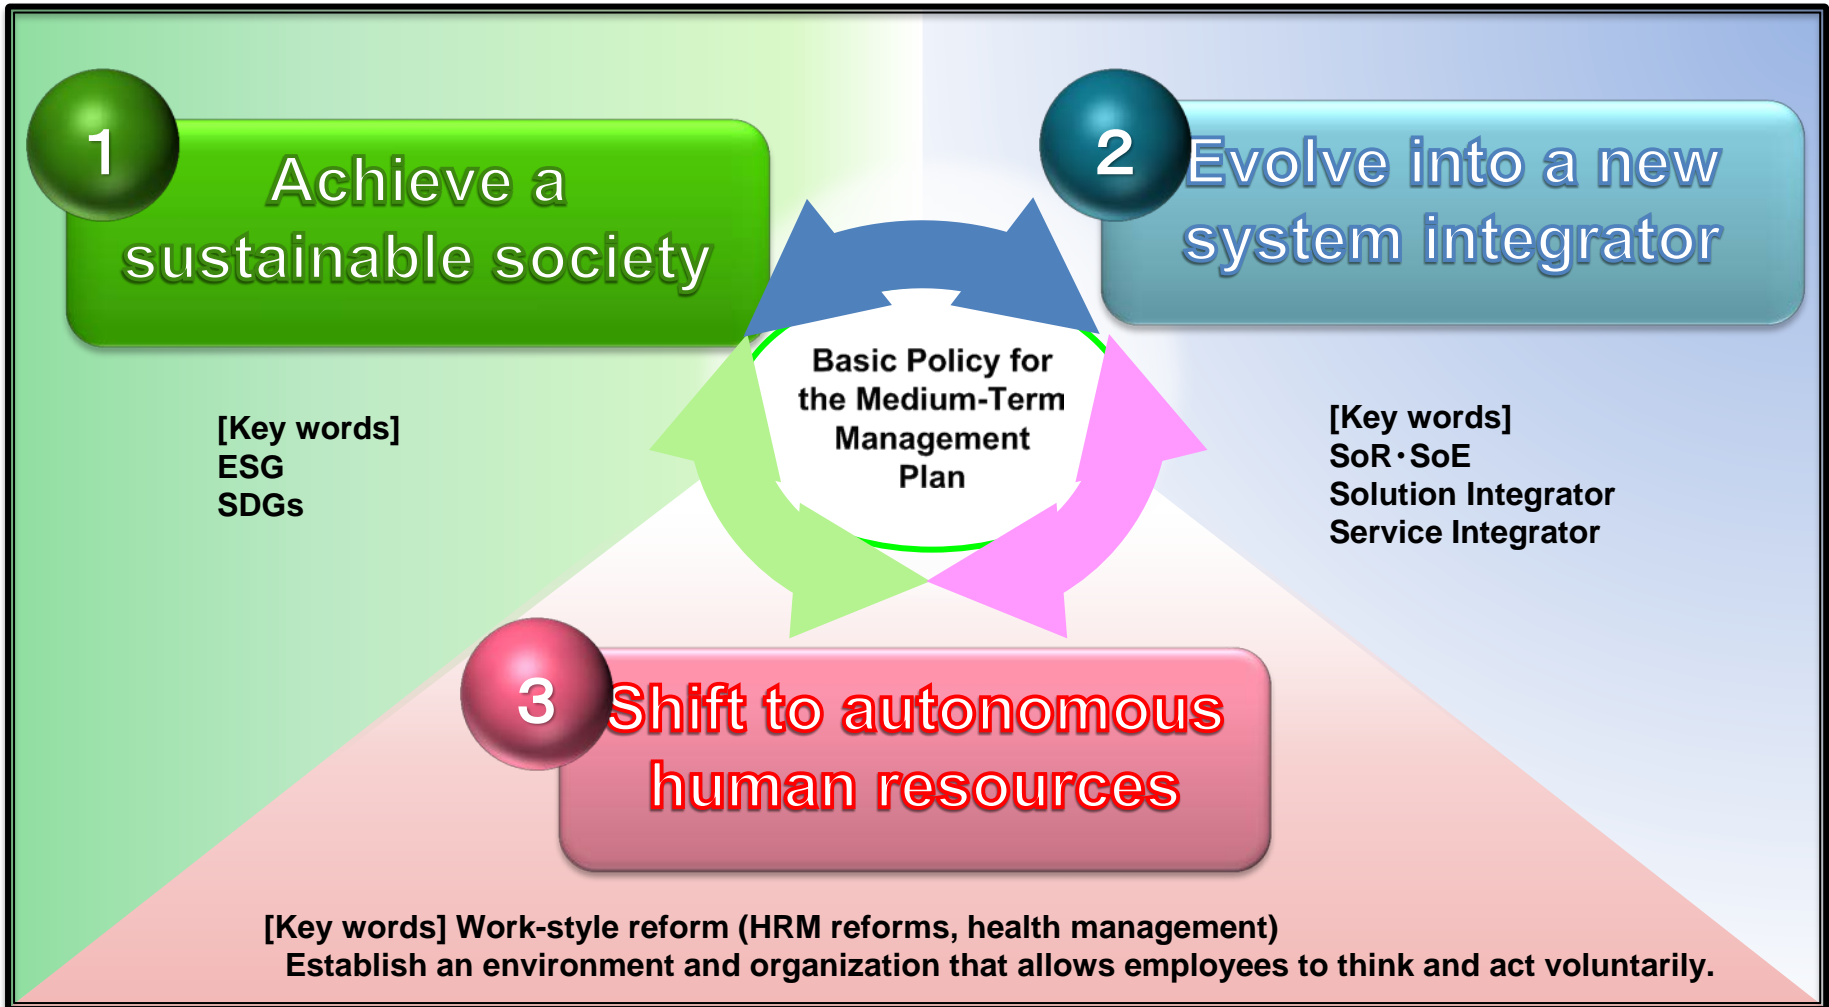 1
Achieve a
sustainable society
2
Evolve into a new
system integrator
Basic Policy for
the Medium-Term
Management
Plan
[Key words]
ESG
SDGs
[Key words]
SoR・SoE
Solution Integrator
Service Integrator
3
Shift to autonomous
human resources
[Key words] Work-style reform (HRM reforms, health management)
Establish an environment and organization that allows employees to think and act voluntarily.